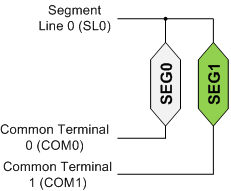 Segment
Line 0 (SL0)
SEG0
SEG1
Common Terminal
0 (COM0)
Common Terminal
1 (COM1)